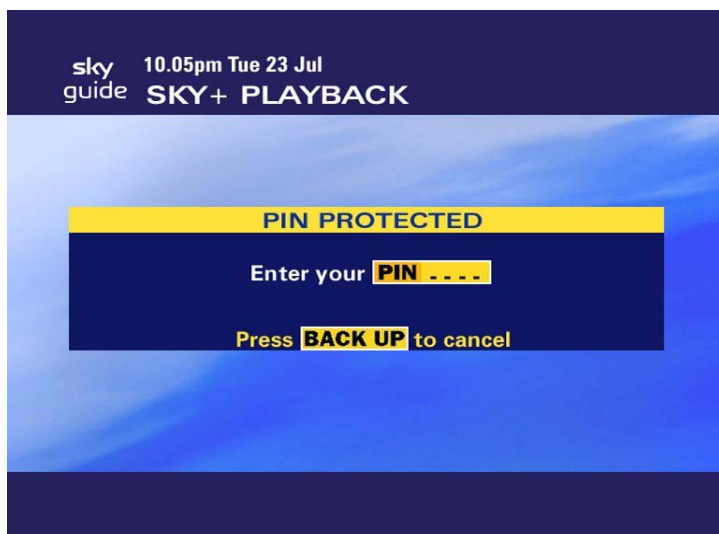 sky 10.05pm Tue 23 Jul
guide SKY+ PLAYBACK
PIN PROTECTED
Enter your PIN ----
Press BACK UP to cancel